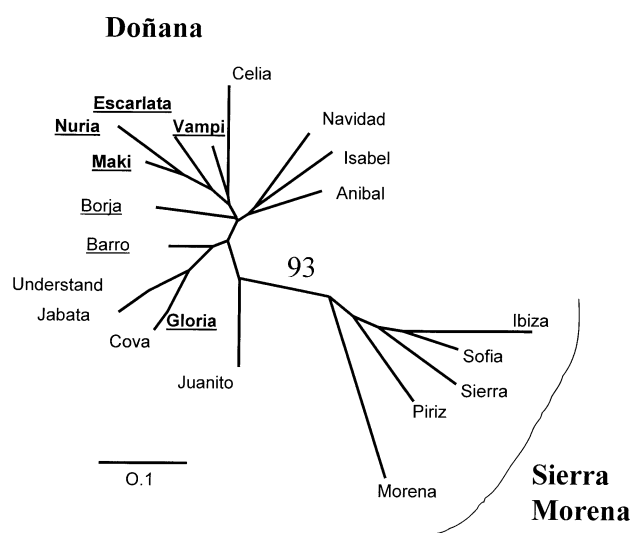 Doñana
Celia
Escarlata
Nuria
Vampi
Navidad
Isabel
Maki
Anibal
Borja
Barro
93
Understand
Jabata
Gloria
Ibiza
Cova
Sofia
Juanito
Sierra
Piriz
O.1
Morena
Sierra
Morena